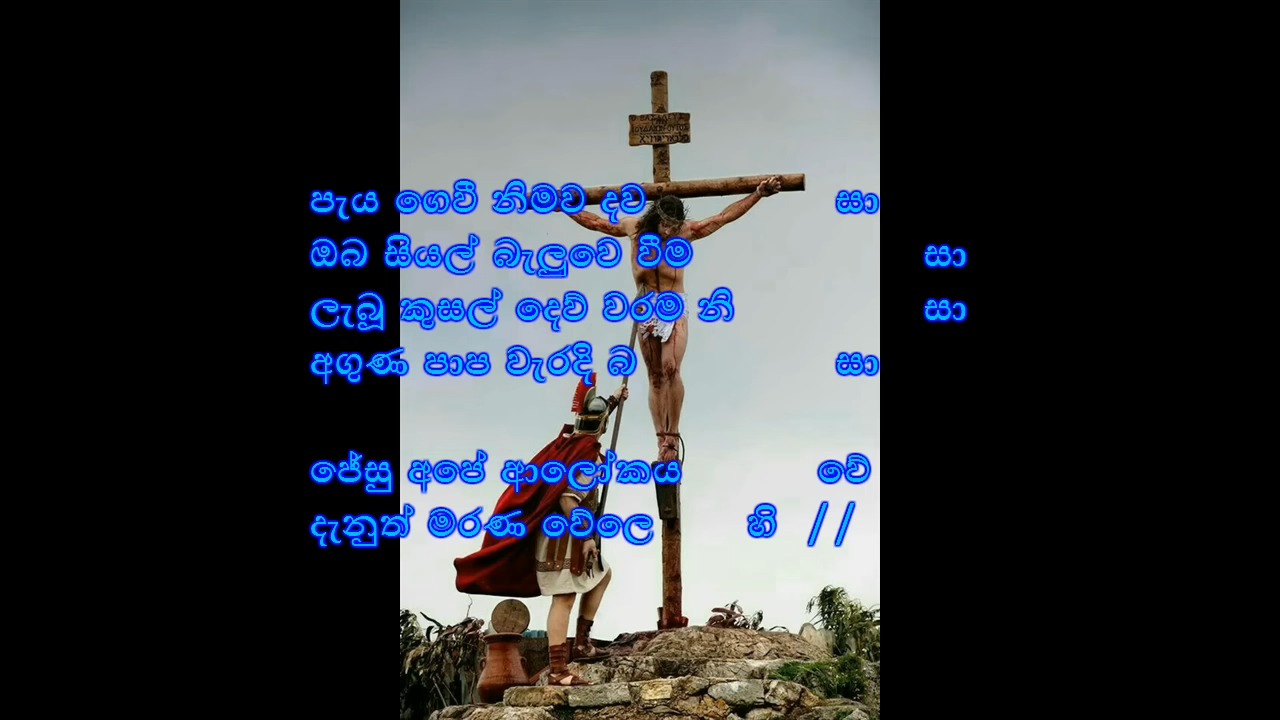 පැය ගෙවී නිමව දව සා
ඔබ සියල් බැලුවෙ වීම සා
ලැබූ කුසල් දෙව් වරම නි සා
අගුණ පාප වැරදි බ සා
ජේසු අපේ ආලෝකය වේ
දැනුත් මරණ වේලෙ හි //